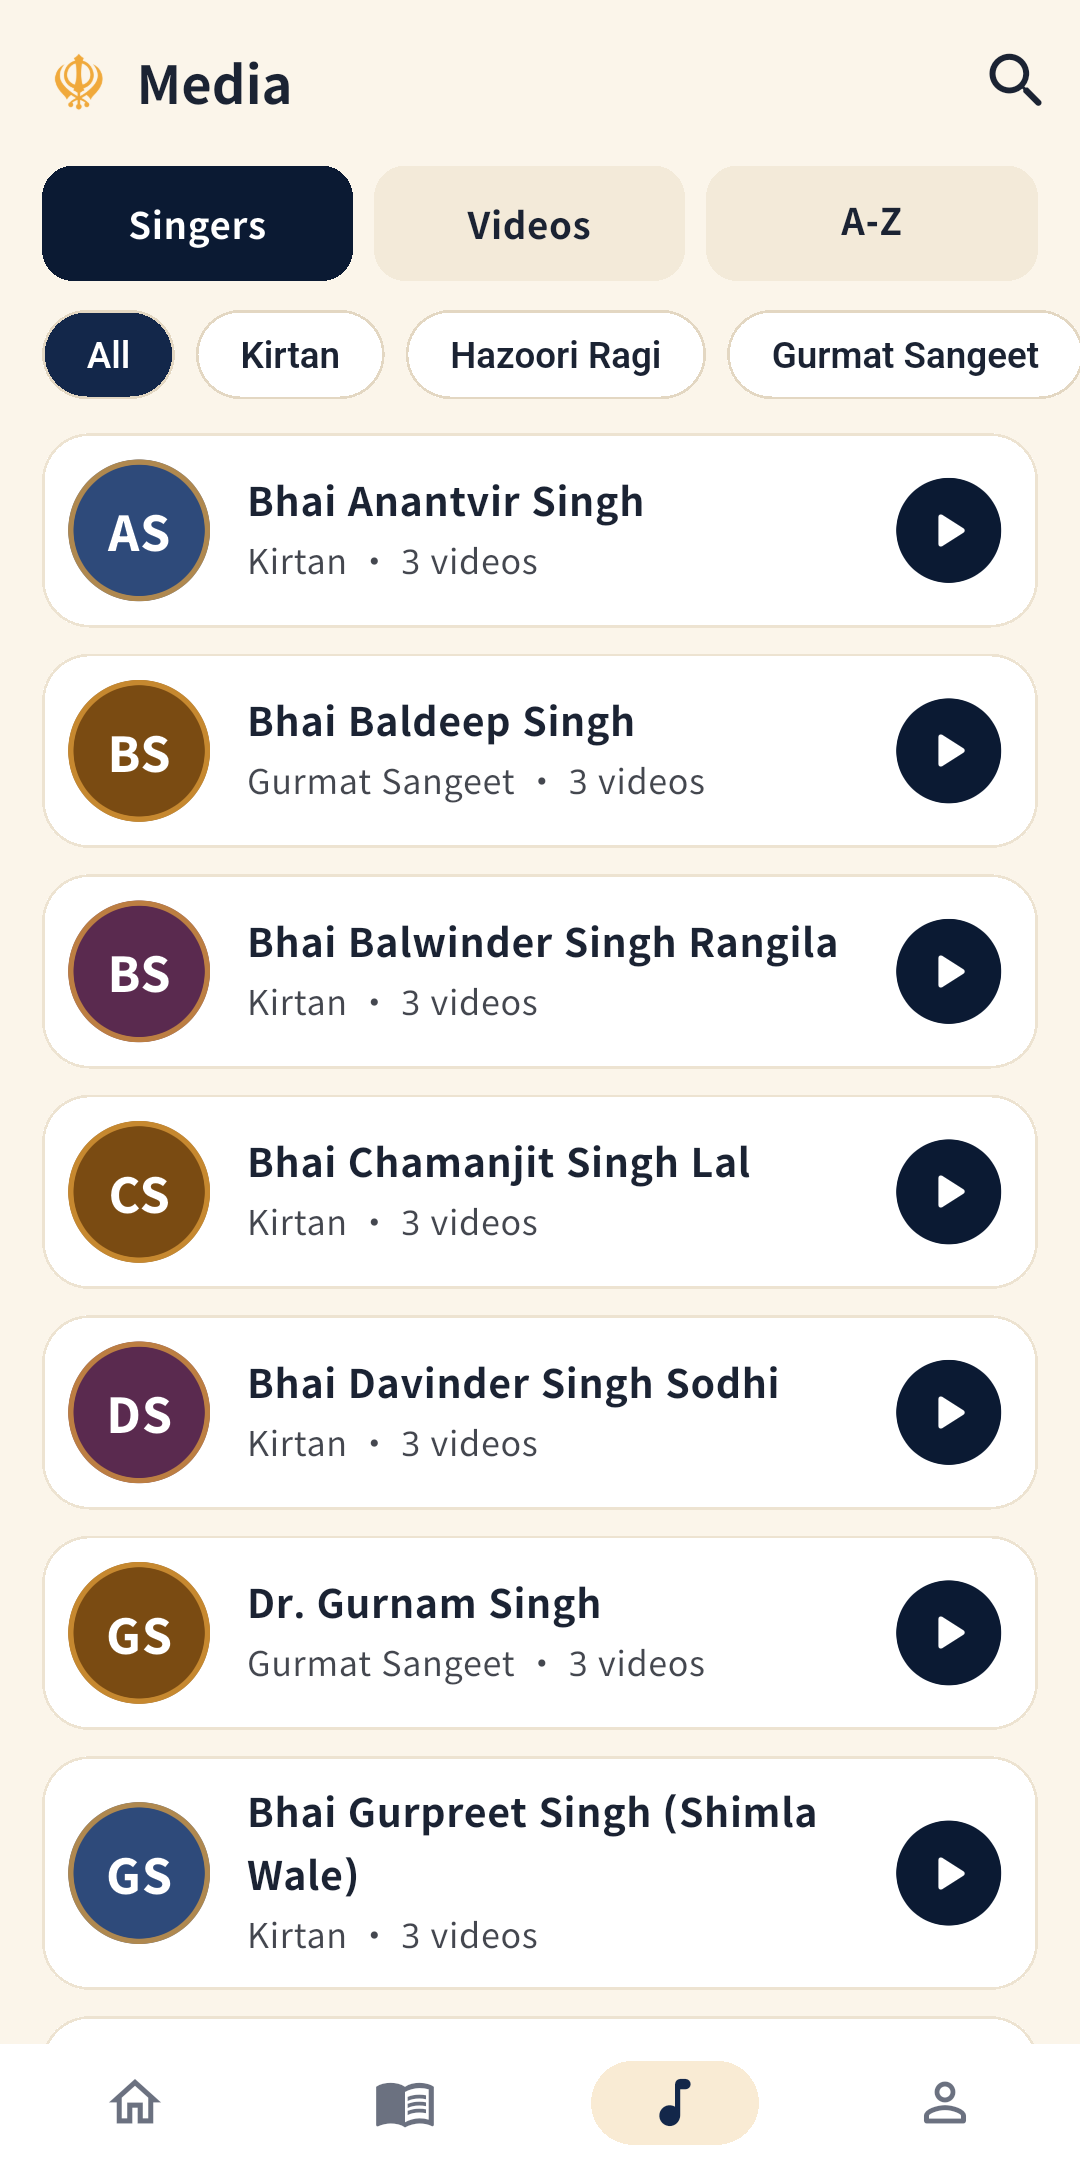 Media
Singers
Videos
A-Z
All
Kirtan
Hazoori Ragi
Gurmat Sangeet
AS
Bhai Anantvir Singh
Kirtan • 3 videos
BS
Bhai Baldeep Singh
Gurmat Sangeet • 3 videos
BS
Bhai Balwinder Singh Rangila
Kirtan • 3 videos
CS
Bhai Chamanjit Singh Lal
Kirtan • 3 videos
DS
Bhai Davinder Singh Sodhi
Kirtan • 3 videos
GS
Dr. Gurnam Singh
Gurmat Sangeet • 3 videos
GS
Bhai Gurpreet Singh (Shimla
Wale)
Kirtan • 3 videos